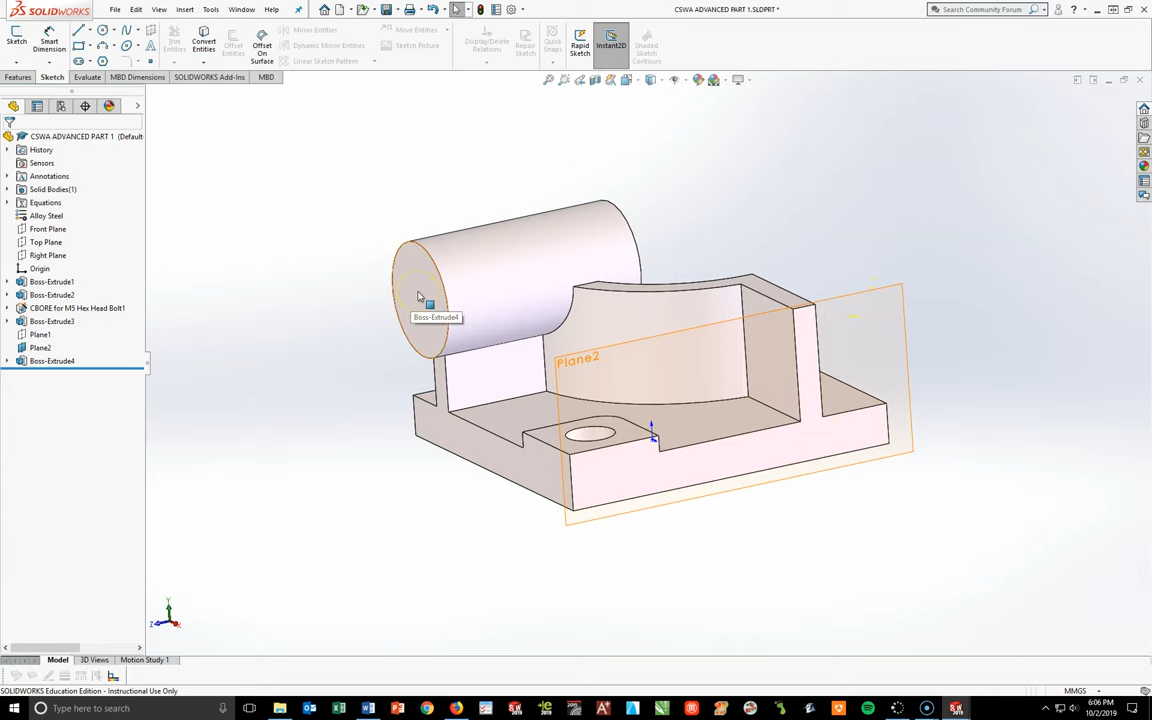 SOLIDWORKS File Edit View Insert Tools Window Help CSWA ADVANCED PART 1.SLDPRT * Search Community Forum ?
Sketch Smart Dimension Trim Entities Convert Entities Offset Entities Offset On Surface Mirror Entities Dynamic Mirror Entities Linear Sketch Pattern Move Entities Sketch Picture Display/Delete Relations Repair Sketch Quick Snaps Rapid Sketch Instant2D Shaded Sketch Contours
Features Sketch Evaluate MBD Dimensions SOLIDWORKS Add-Ins MBD
CSWA ADVANCED PART 1 (Default
History
Sensors
Annotations
Solid Bodies(1)
Equations
Alloy Steel
Front Plane
Top Plane
Right Plane
Origin
Boss-Extrude1
Boss-Extrude2
CBORE for M5 Hex Head Bolt1
Boss-Extrude3
Plane1
Plane2
Boss-Extrude4
Boss-Extrude4
Plane2
Y
Z X
Model 3D Views Motion Study 1
SOLIDWORKS Education Edition - Instructional Use Only MMGS
Type here to search 6:06 PM
10/2/2019